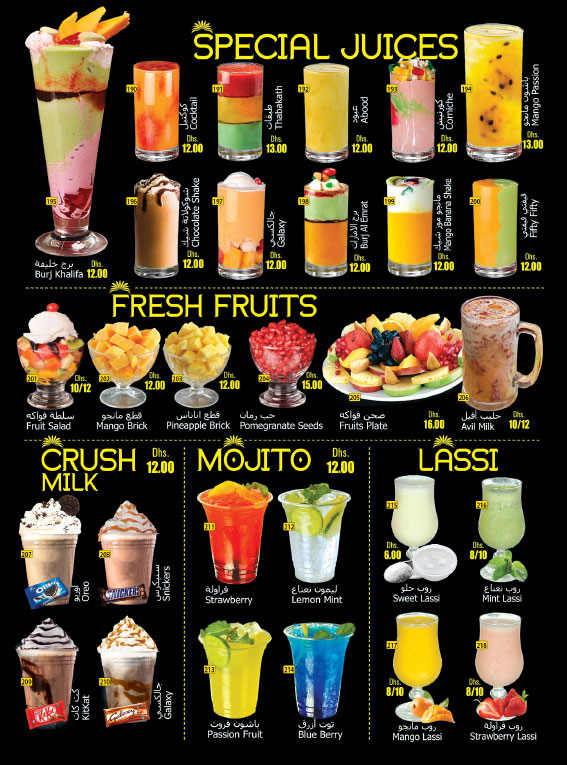 SPECIAL JUICES
190
كوكتيل
Cocktail
Dhs.
12.00
191
طبقات
Thabakath
Dhs.
13.00
192
عبود
Abood
Dhs.
12.00
193
كورنيش
Corniche
Dhs.
12.00
194
باشون مانجو
Mango Passion
Dhs.
13.00
195
برج خليفة
Burj Khalifa
Dhs.
12.00
196
شوكولاتة شيك
Chocolate Shake
Dhs.
12.00
197
جالكسي
Galaxy
Dhs.
12.00
198
برج الامارات
Burj Al Emrat
Dhs.
12.00
199
مانجو موز شيك
Mango Banana Shake
Dhs.
12.00
200
فيفتي فيفتي
Fifty Fifty
Dhs.
12.00
FRESH FRUITS
201
Dhs.
10/12
سلطة فواكه
Fruit Salad
202
Dhs.
12.00
قطع مانجو
Mango Brick
203
Dhs.
12.00
قطع اناناس
Pineapple Brick
204
Dhs.
15.00
حب رمان
Pomegranate Seeds
205
صحن فواكه
Fruits Plate
Dhs.
16.00
206
حليب أفيل
Avil Milk
Dhs.
10/12
CRUSH
MILK
Dhs.
12.00
207
OREO
أوريو
Oreo
208
SNICKERS
سنيكرس
Snickers
209
KitKat
كت كات
KitKat
210
Galaxy
جالكسي
Galaxy
MOJITO
Dhs.
12.00
211
فراولة
Strawberry
212
ليمون نعناع
Lemon Mint
213
باشون فروت
Passion Fruit
214
توت أزرق
Blue Berry
LASSI
215
Dhs.
6.00
روب حلو
Sweet Lassi
216
Dhs.
8/10
روب نعناع
Mint Lassi
217
Dhs.
8/10
روب مانجو
Mango Lassi
218
Dhs.
8/10
روب فراولة
Strawberry Lassi